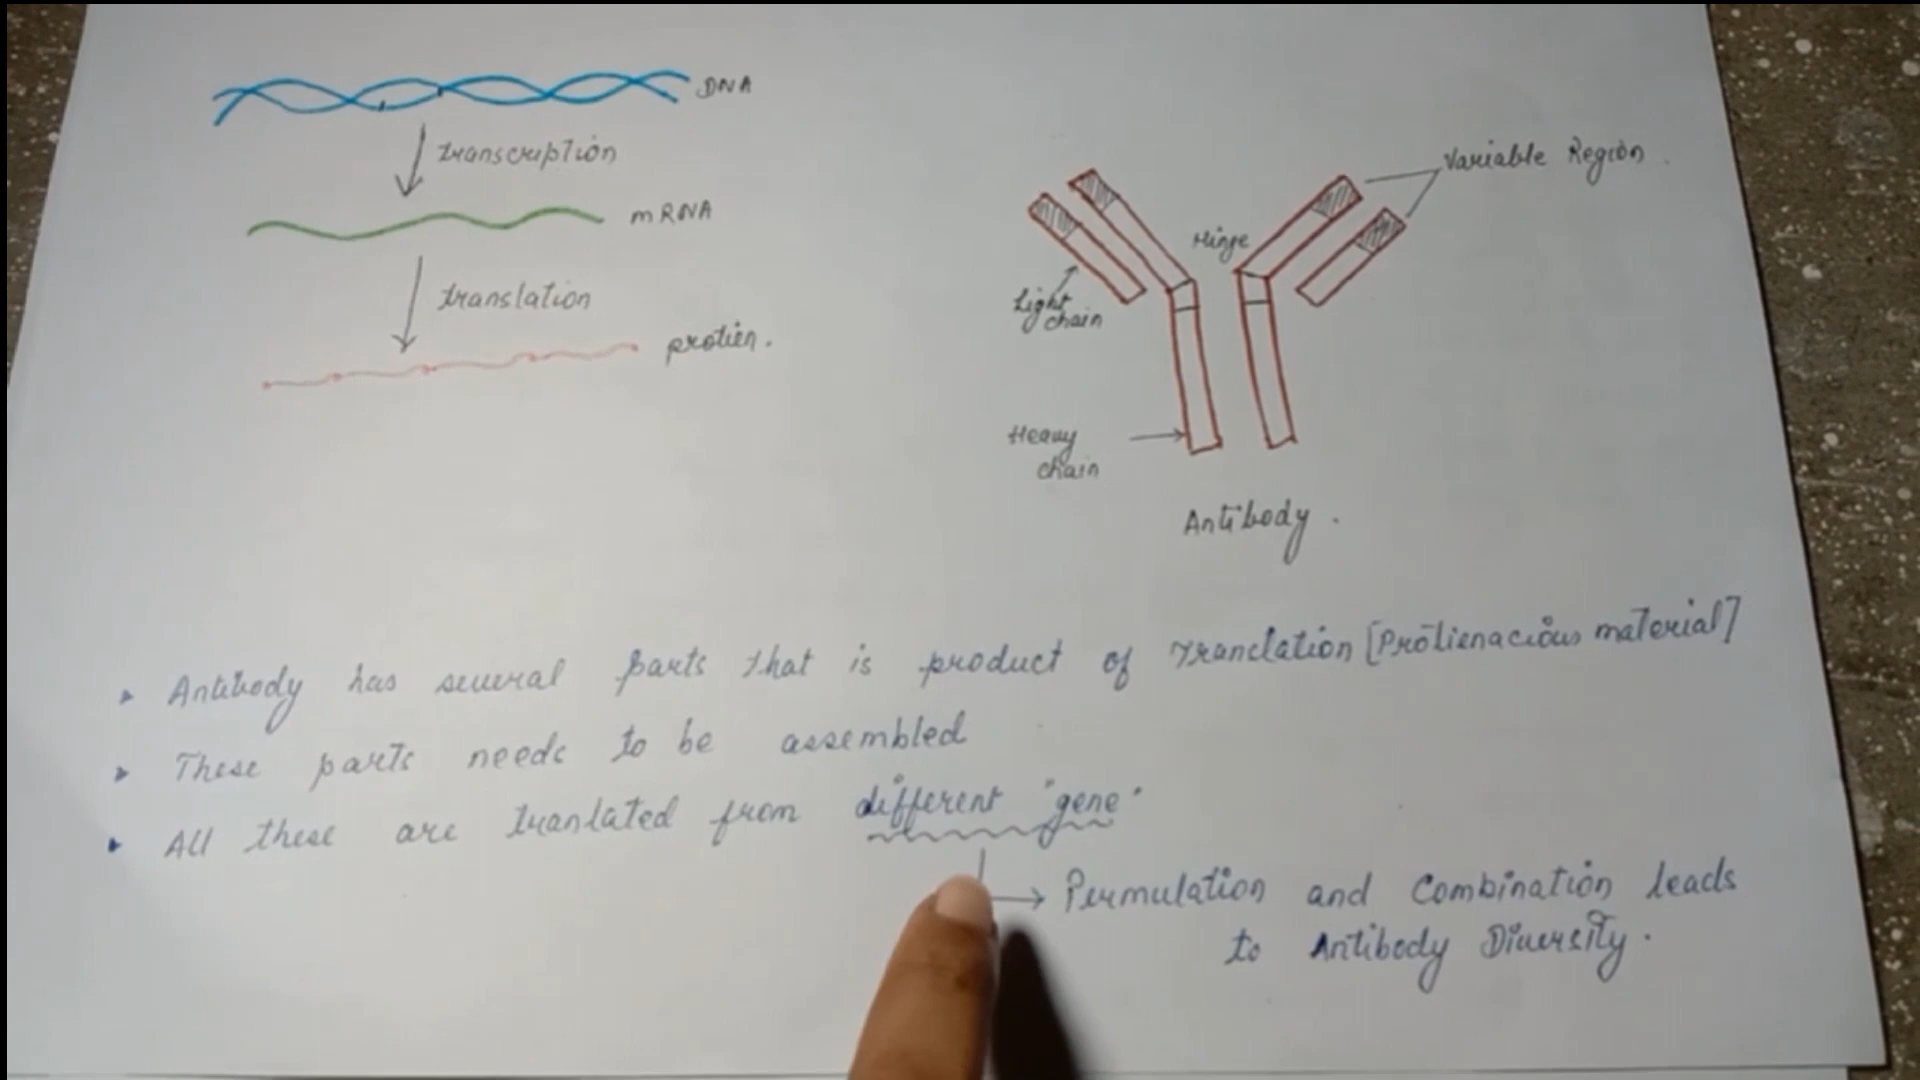 DNA
transcription
mRNA
translation
protien.
Variable Region
Hinge
Light
chain
Heavy
chain
Antibody.
Antibody has several parts that is product of Tranclation [Protienacious material]
These parts needs to be assembled
All these are tranlated from different "gene"
Permulation and Combination leads
to Antibody Diversity.